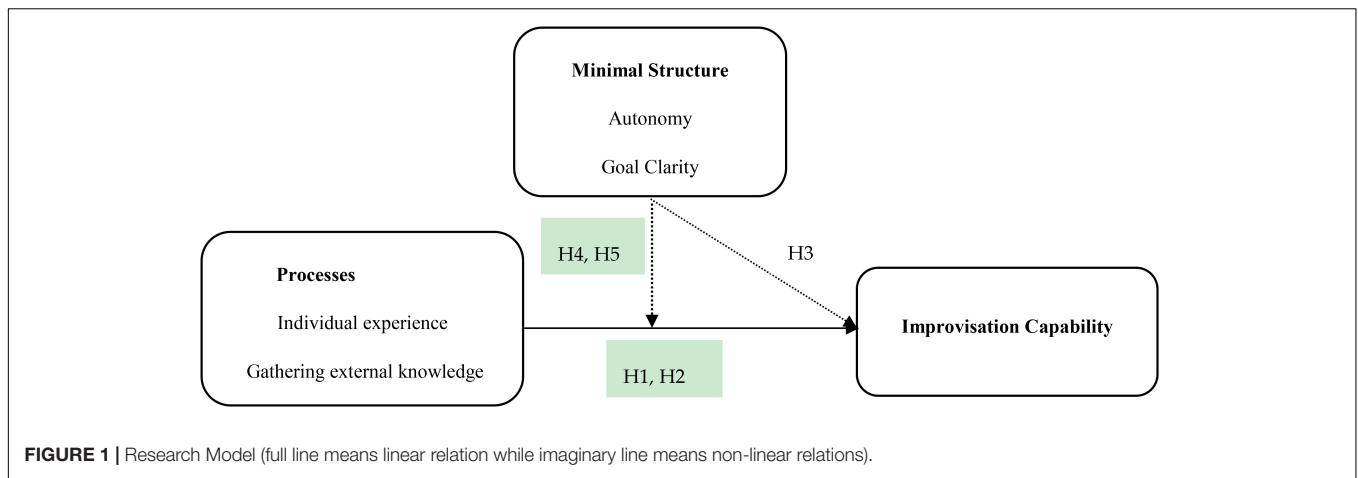 Minimal Structure
Autonomy
Goal Clarity
H4, H5
H3
Processes
Individual experience
Gathering external knowledge
Improvisation Capability
H1, H2
FIGURE 1 | Research Model (full line means linear relation while imaginary line means non-linear relations).